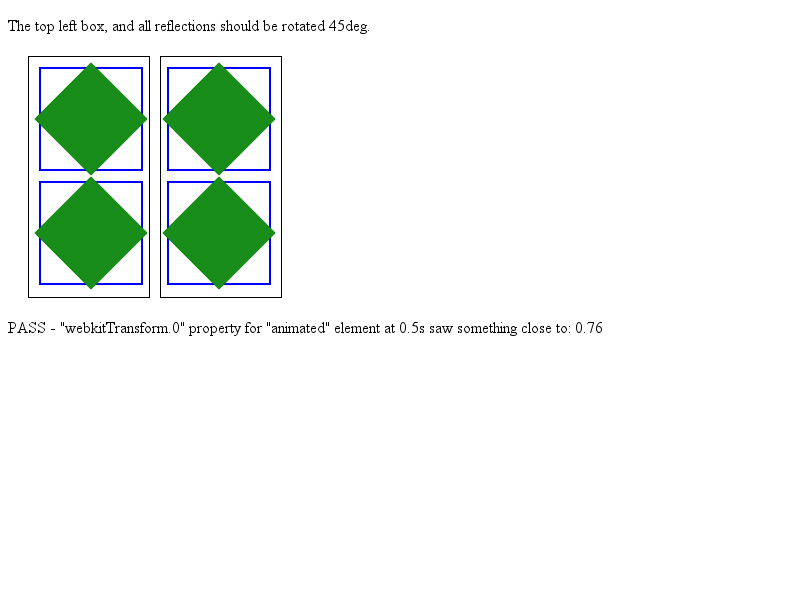 The top left box, and all reflections should be rotated 45deg.
PASS - "webkitTransform.0" property for "animated" element at 0.5s saw something close to: 0.76